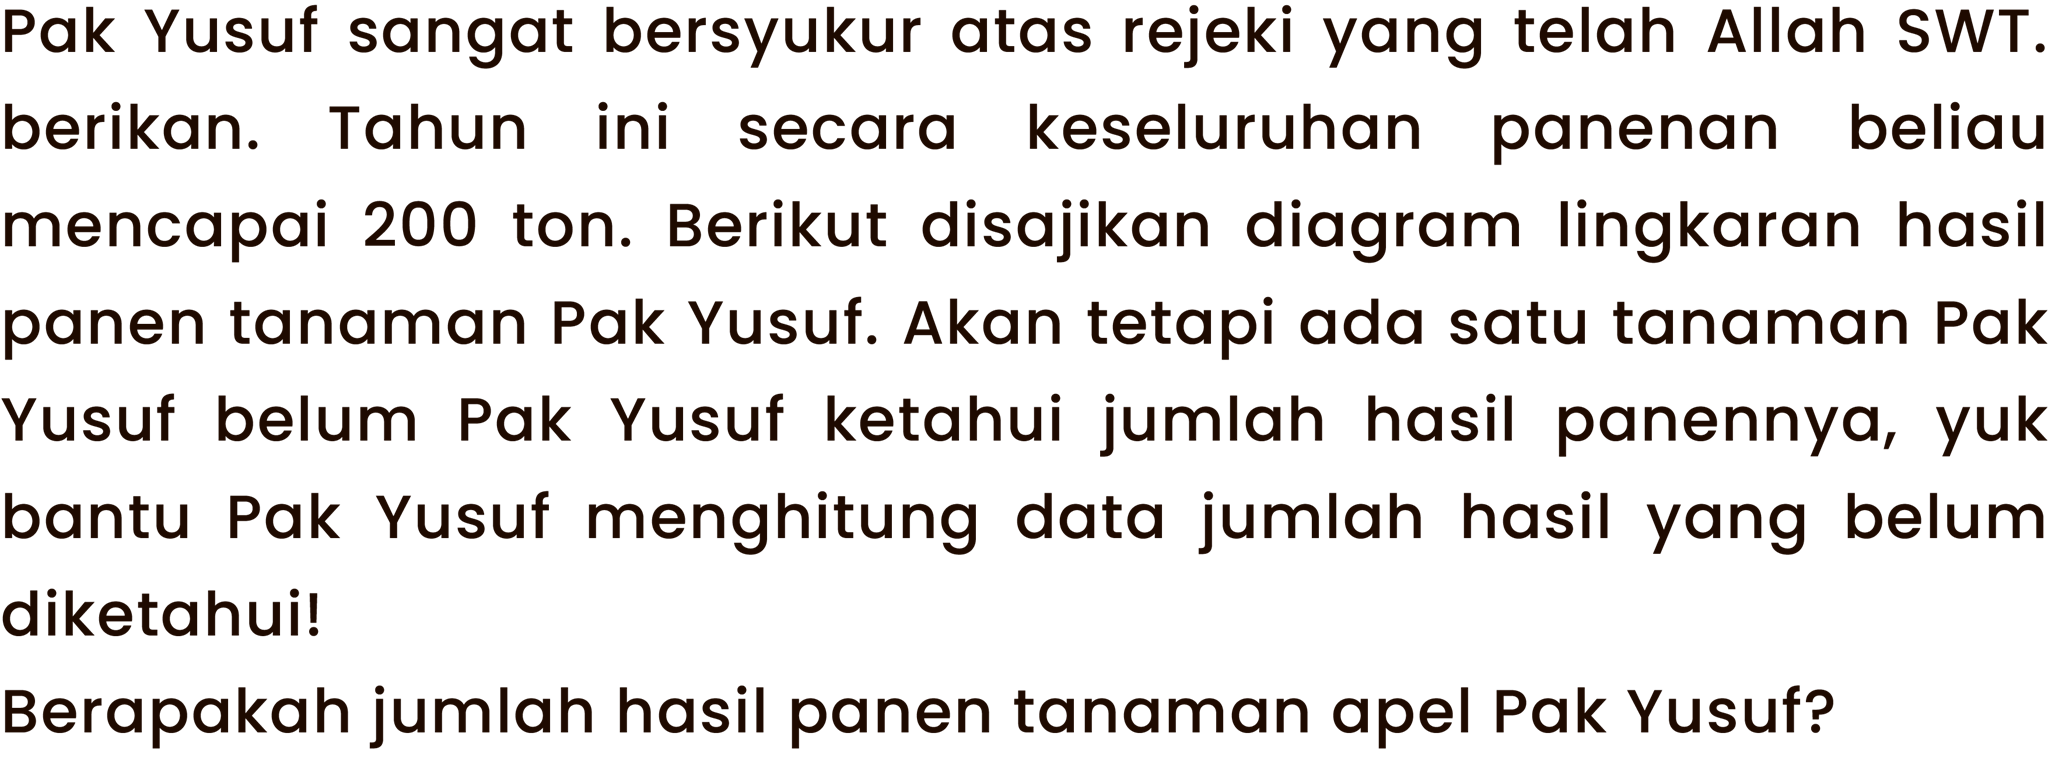 Pak Yusuf sangat bersyukur atas rejeki yang telah Allah SWT.
berikan. Tahun ini secara keseluruhan panenan beliau
mencapai 200 ton. Berikut disajikan diagram lingkaran hasil
panen tanaman Pak Yusuf. Akan tetapi ada satu tanaman Pak
Yusuf belum Pak Yusuf ketahui jumlah hasil panennya, yuk
bantu Pak Yusuf menghitung data jumlah hasil yang belum
diketahui!
Berapakah jumlah hasil panen tanaman apel Pak Yusuf?